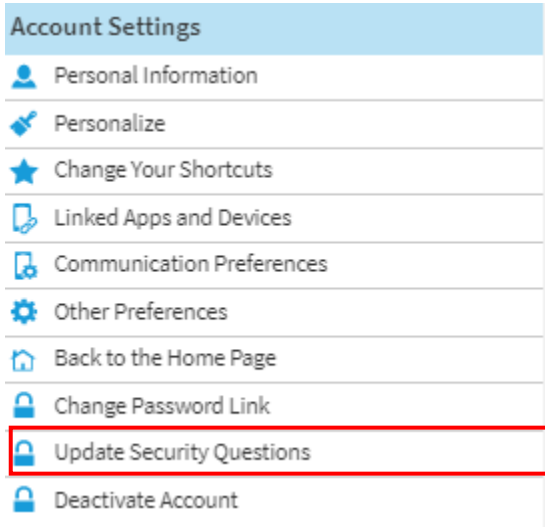 Account Settings
Personal Information
Personalize
Change Your Shortcuts
Linked Apps and Devices
Communication Preferences
Other Preferences
Back to the Home Page
Change Password Link
Update Security Questions
Deactivate Account